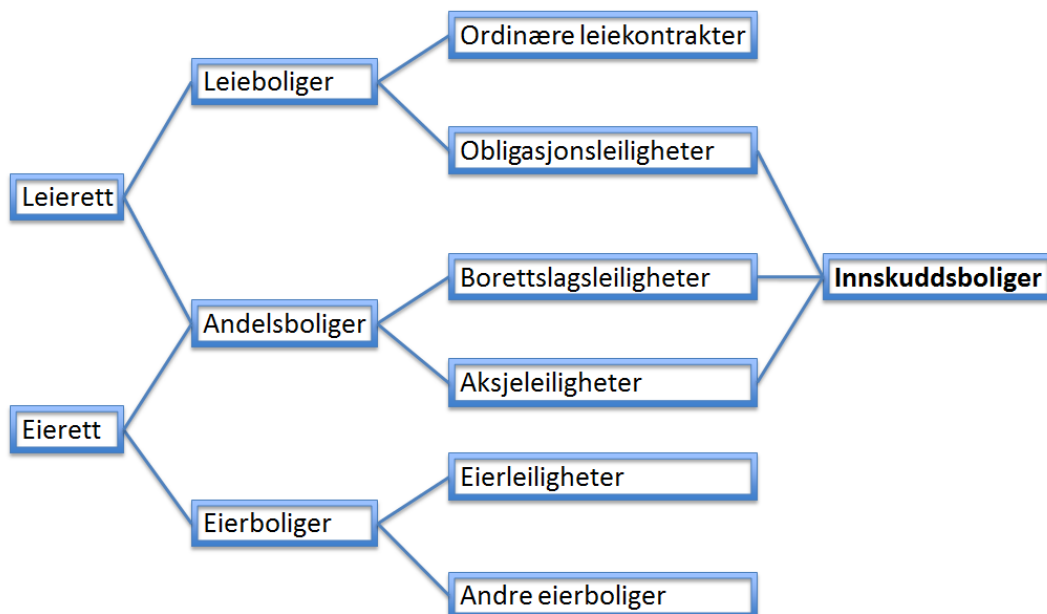 Ordinære leiekontrakter
Leieboliger
Obligasjonsleiligheter
Leierett
Borettslagsleiligheter
Innskuddsboliger
Andelsboliger
Aksjeleiligheter
Eierett
Eierleiligheter
Eierboliger
Andre eierboliger